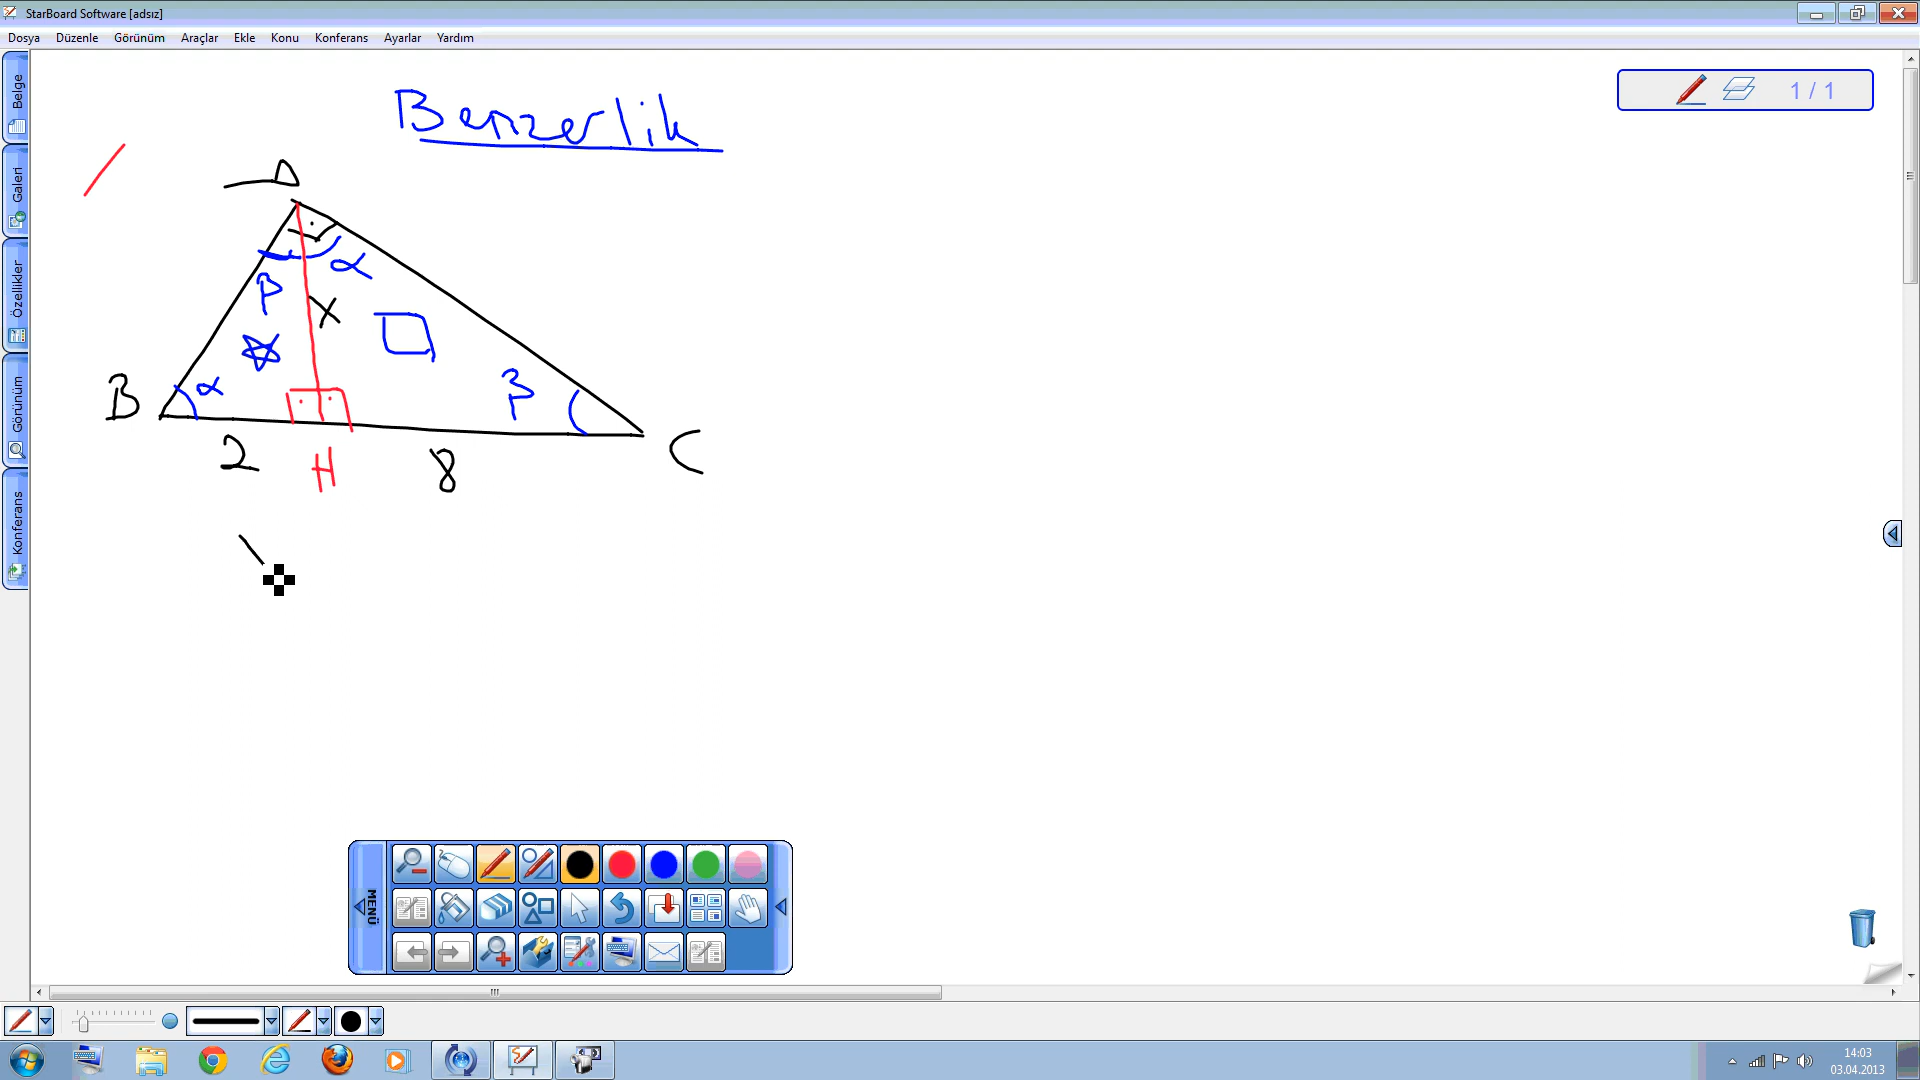 StarBoard Software [adsız]
Dosya Düzenle Görünüm Araçlar Ekle Konu Konferans Ayarlar Yardım
Belge
Galeri
Özellikler
Görünüm
Konferans
1 / 1
Benzerlik
A
α
β
x
B α β
C
2 H 8
MENÜ
14:03
03.04.2013